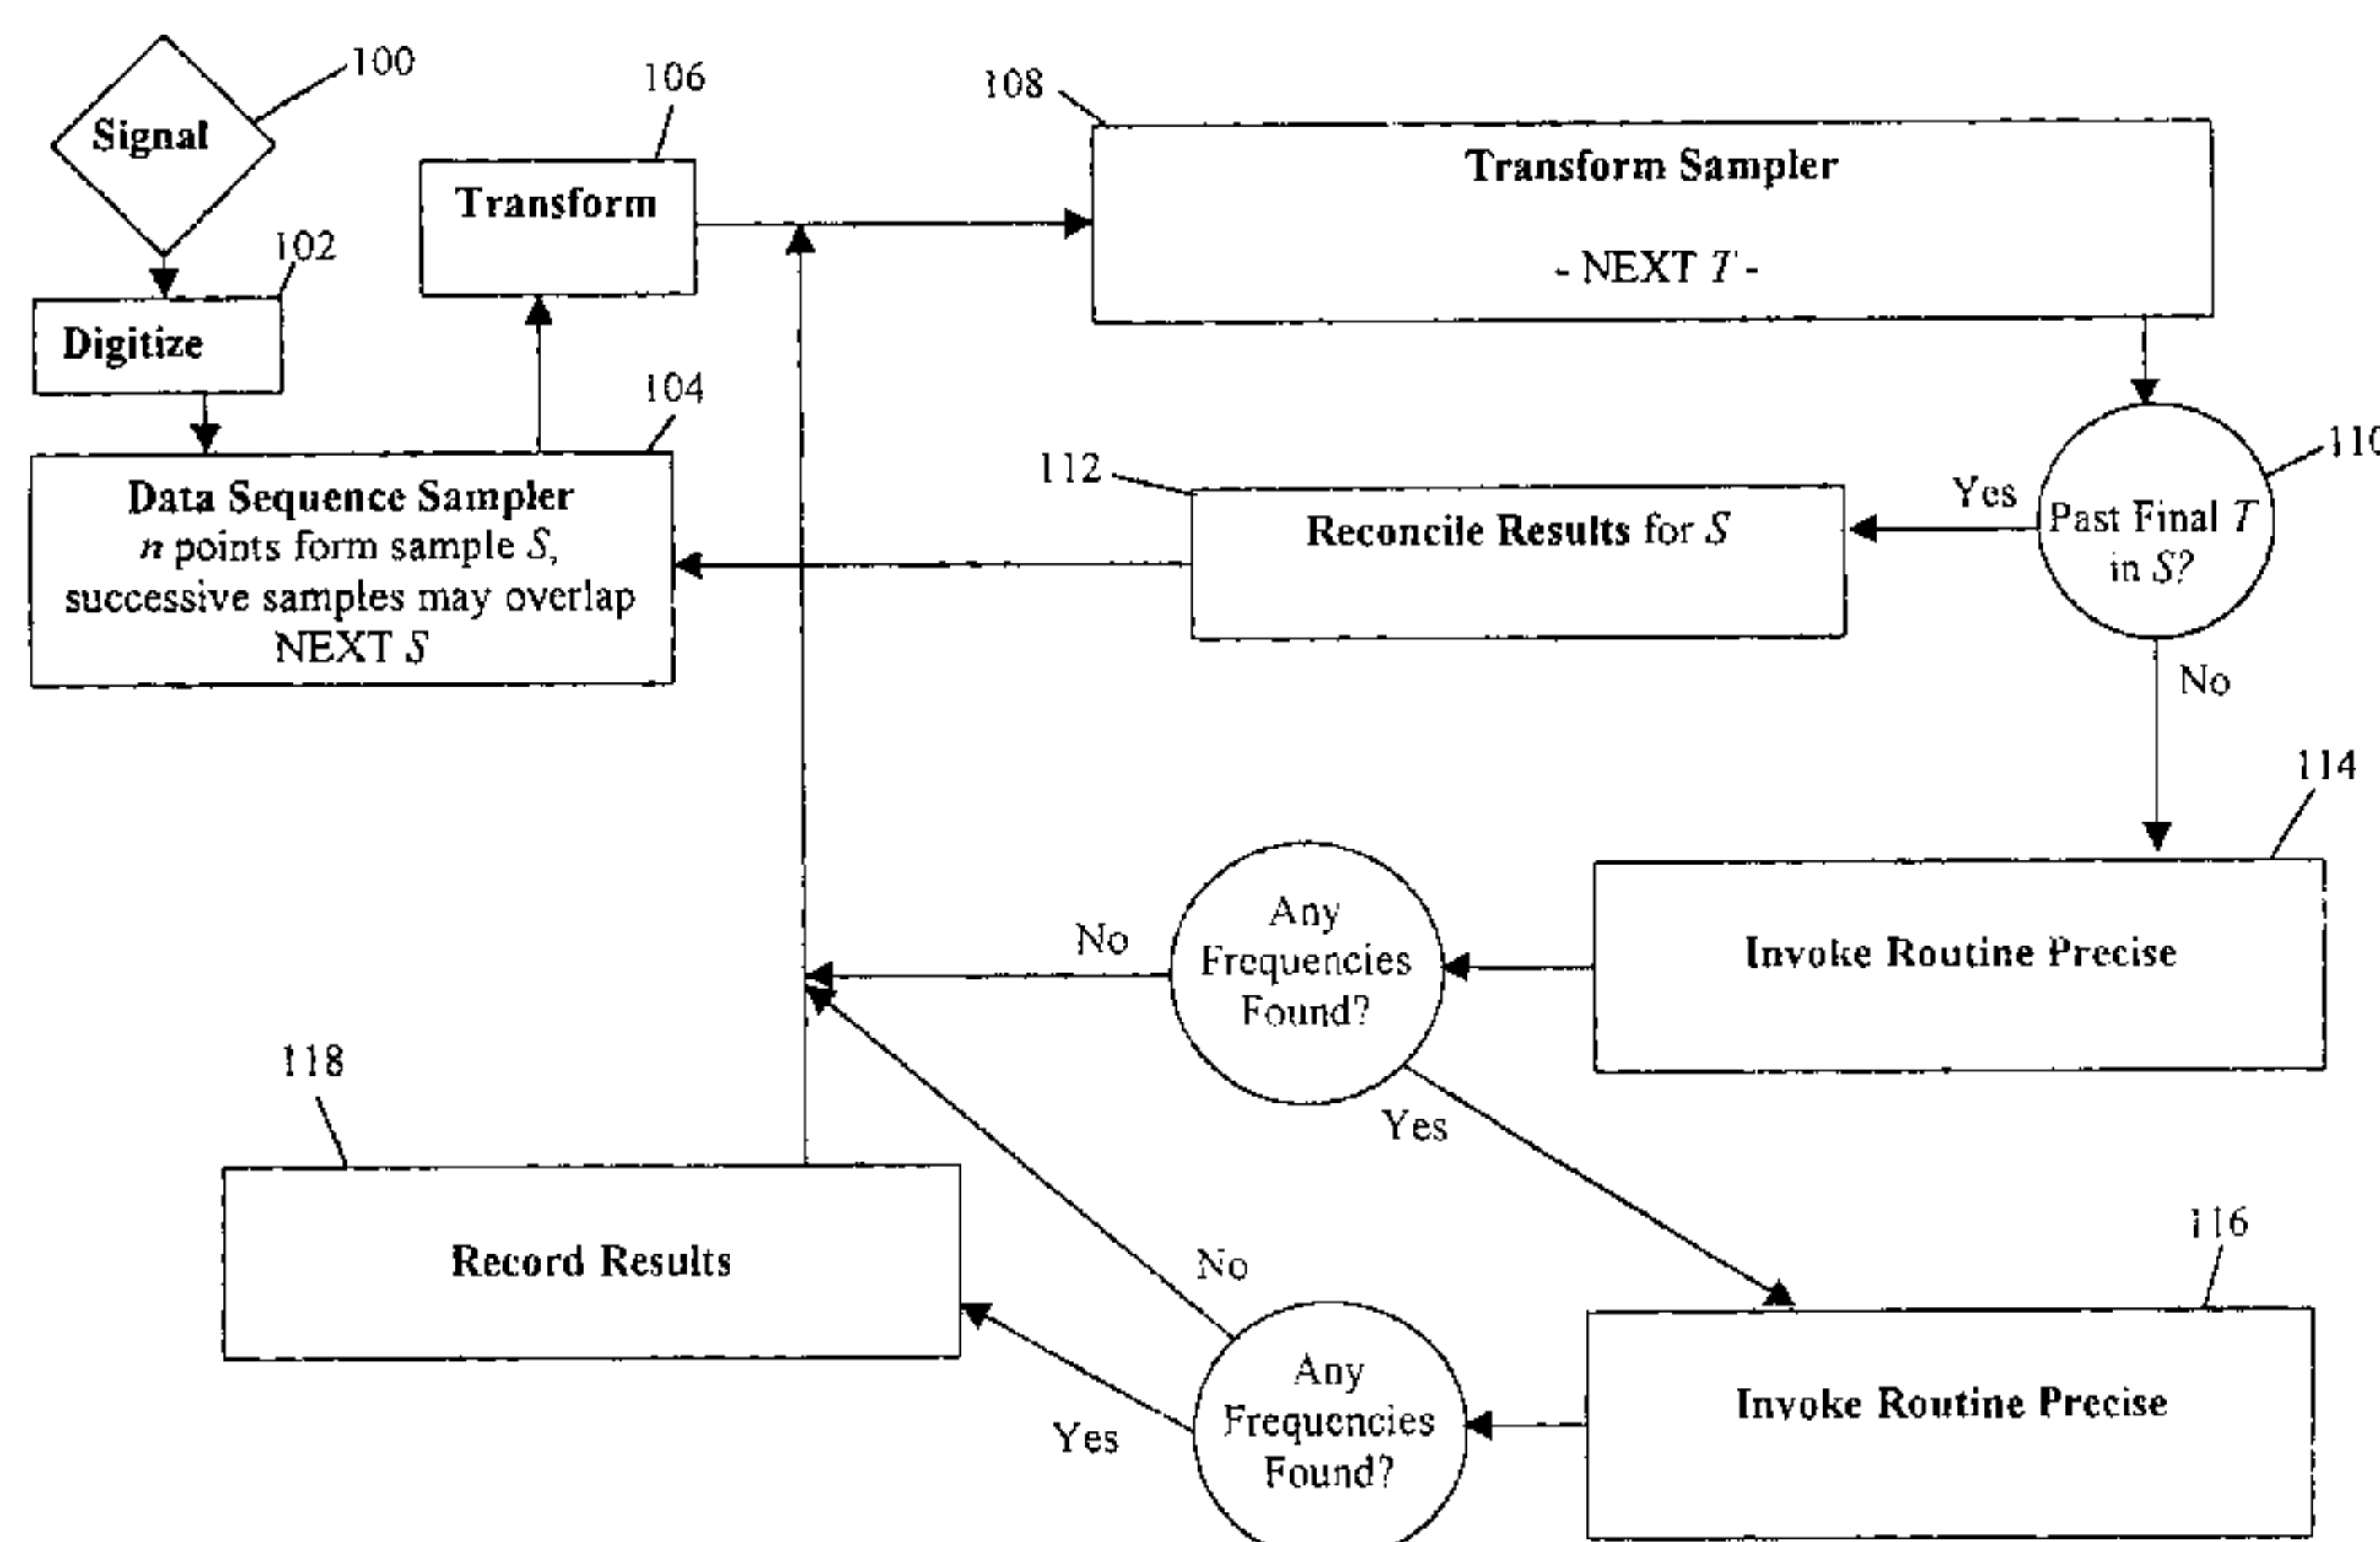 100
Signal
102
Digitize
106
Transform
108
Transform Sampler
- NEXT T -
104
Data Sequence Sampler
n points form sample S,
successive samples may overlap
NEXT S
110
Past Final T
in S?
Yes
No
112
Reconcile Results for S
114
Invoke Routine Precise
Any
Frequencies
Found?
No
Yes
116
Invoke Routine Precise
Any
Frequencies
Found?
No
Yes
118
Record Results